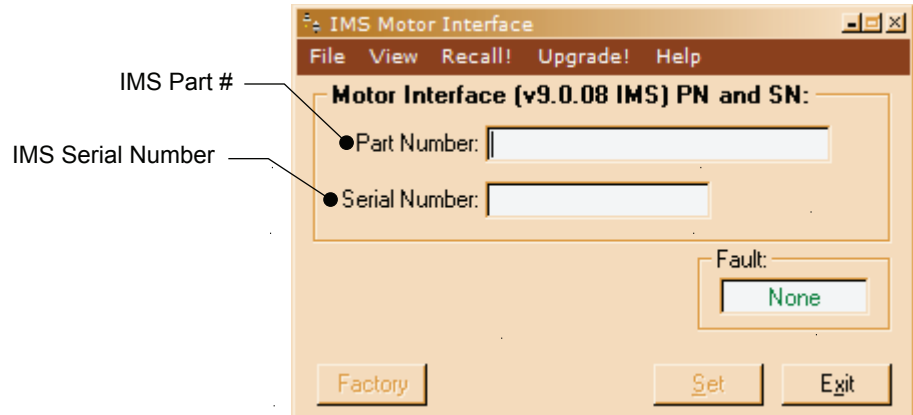 IMS Motor Interface
File View Recall! Upgrade! Help
IMS Part #
Motor Interface (v9.0.08 IMS) PN and SN:
Part Number:
IMS Serial Number
Serial Number:
Fault:
None
Factory
Set
Exit